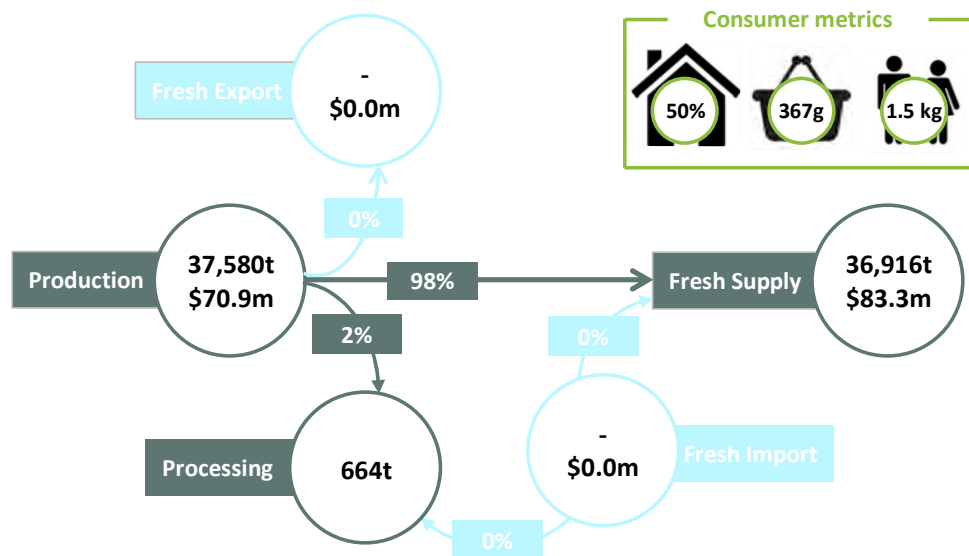 Consumer metrics
50%
367g
1.5 kg
Fresh Export
-
$0.0m
0%
Production
37,580t
$70.9m
98%
Fresh Supply
36,916t
$83.3m
2%
0%
Processing
664t
-
$0.0m
Fresh Import
0%